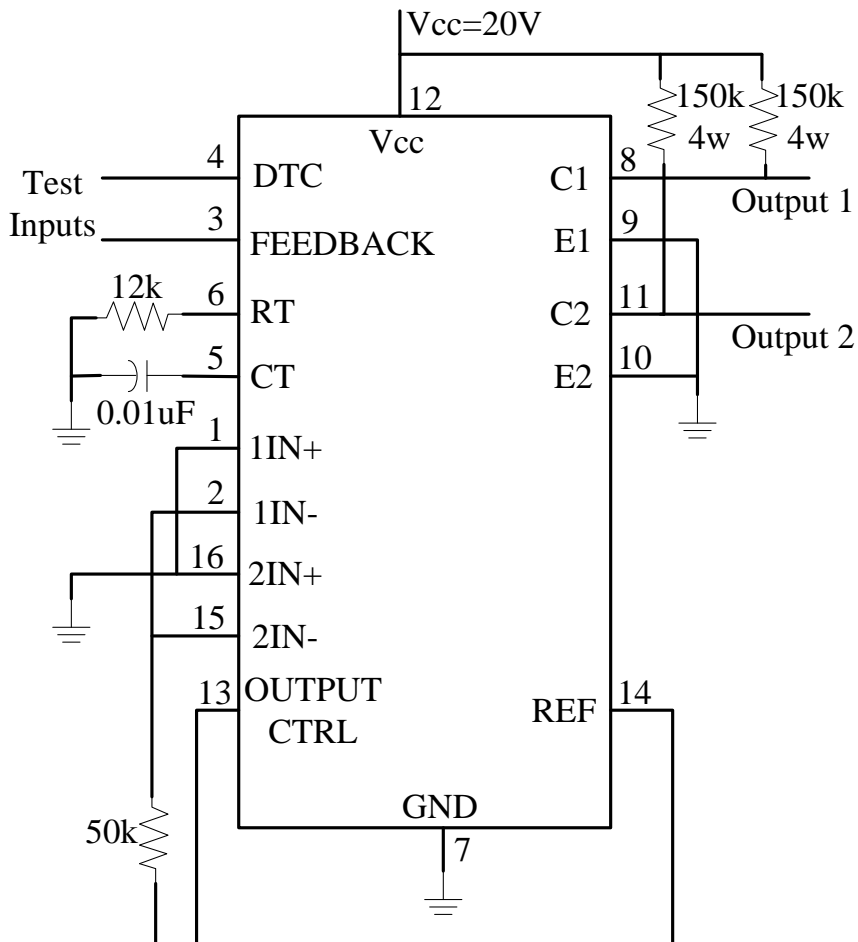 Vcc=20V
12
150k
4w
150k
4w
Vcc
4
DTC
Test
Inputs
3
FEEDBACK
C1
8
Output 1
E1
9
12k
6
RT
C2
11
Output 2
5
CT
0.01uF
E2
10
1
1IN+
2
1IN-
16
2IN+
15
2IN-
13
OUTPUT
CTRL
REF
14
GND
7
50k